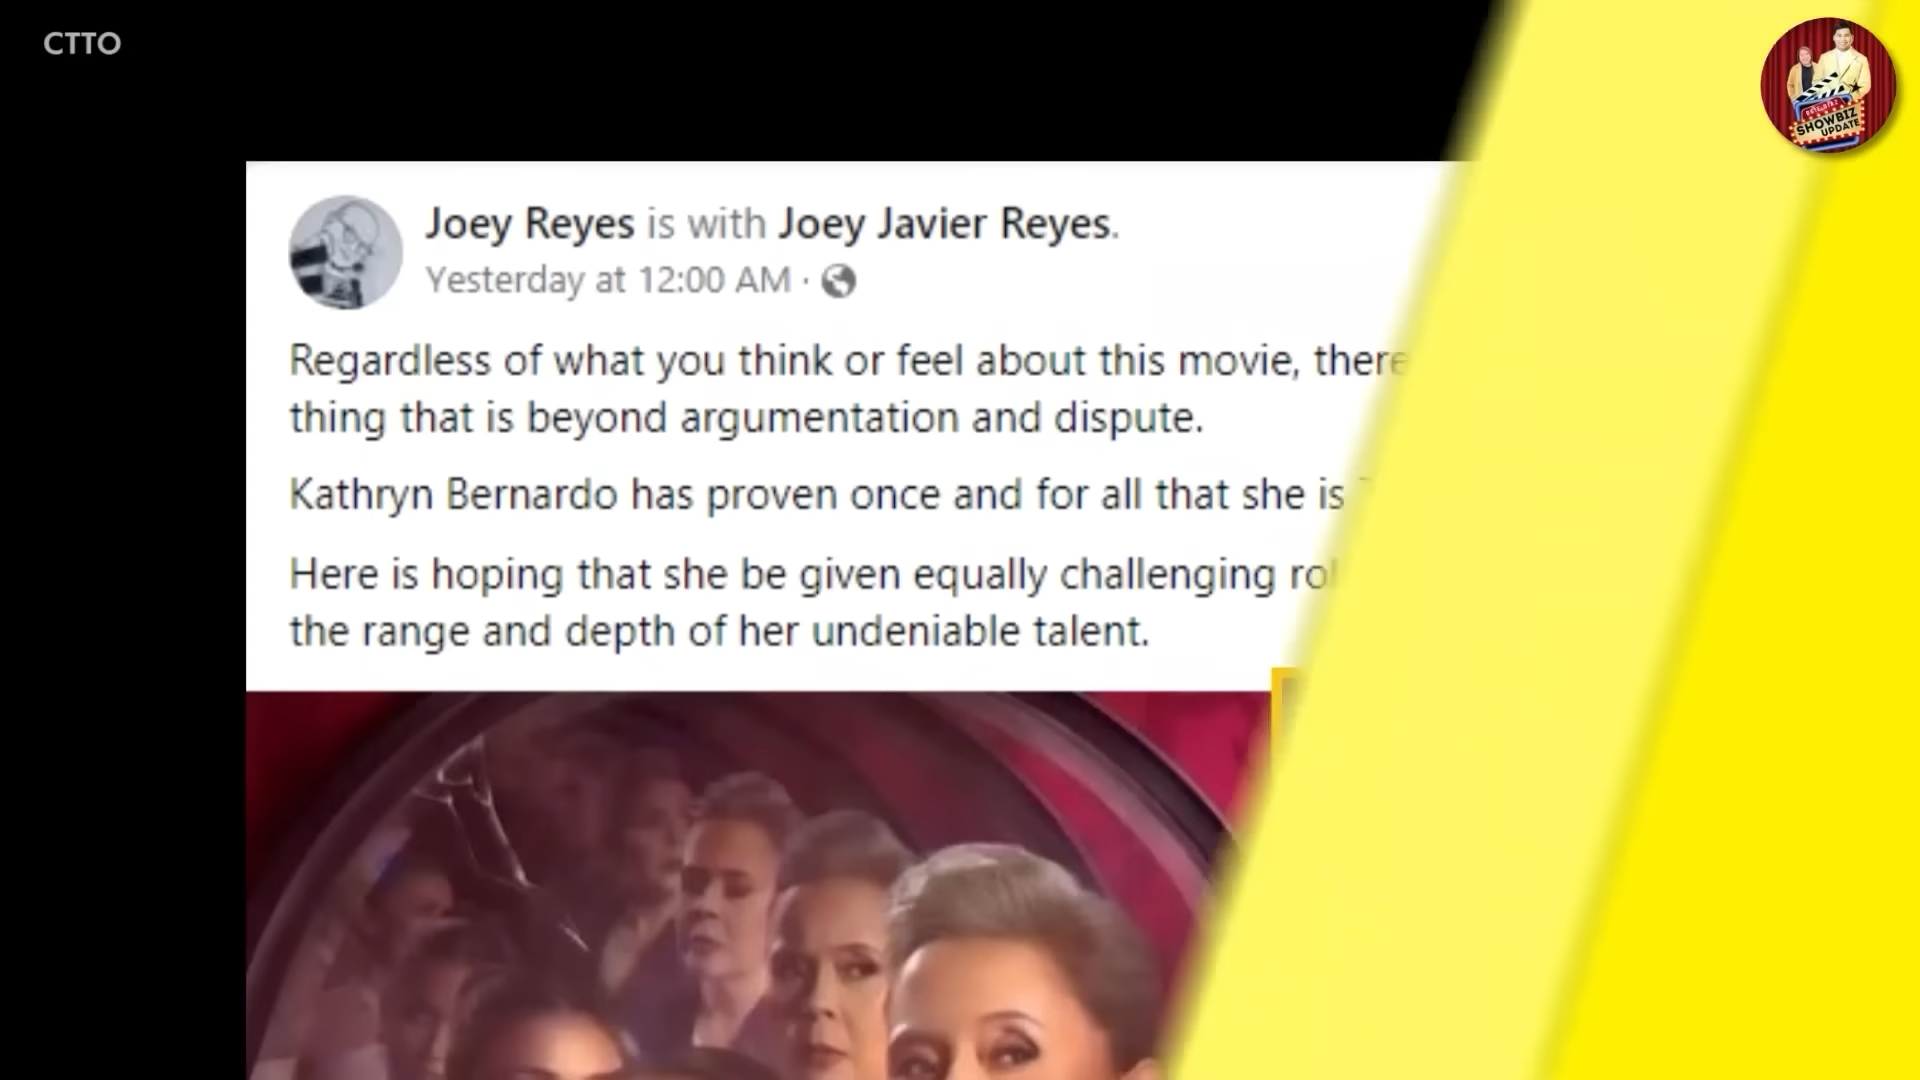 CTTO
SHOWBIZ
UPDATE
Joey Reyes is with Joey Javier Reyes.
Yesterday at 12:00 AM ·
Regardless of what you think or feel about this movie, there
thing that is beyond argumentation and dispute.
Kathryn Bernardo has proven once and for all that she is
Here is hoping that she be given equally challenging
the range and depth of her undeniable talent.